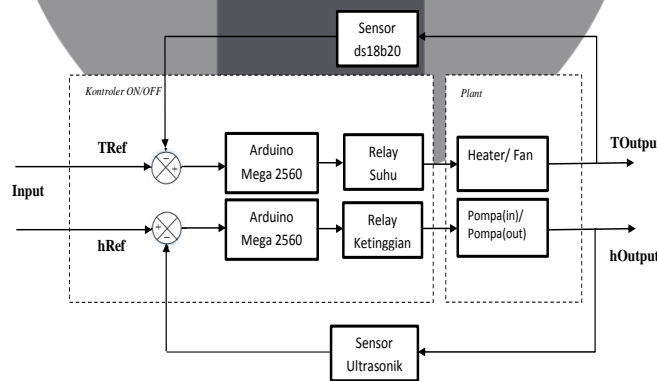 Sensor
ds18b20
Kontroler ON/OFF
Plant
TRef
Arduino
Mega 2560
Relay
Suhu
Heater/ Fan
TOutput
Input
hRef
Arduino
Mega 2560
Relay
Ketinggian
Pompa(in)/
Pompa(out)
hOutput
Sensor
Ultrasonik